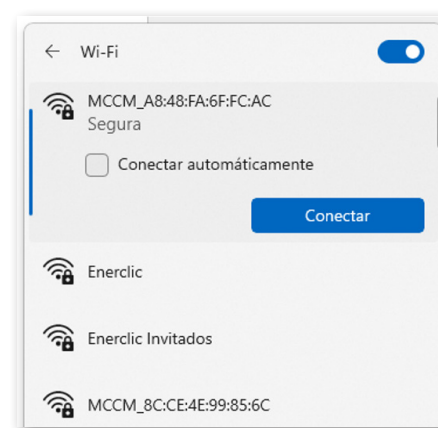 Wi-Fi
MCCM_A8:48:FA:6F:FC:AC
Segura
Conectar automáticamente
Conectar
Enerclic
Enerclic Invitados
MCCM_8C:CE:4E:99:85:6C